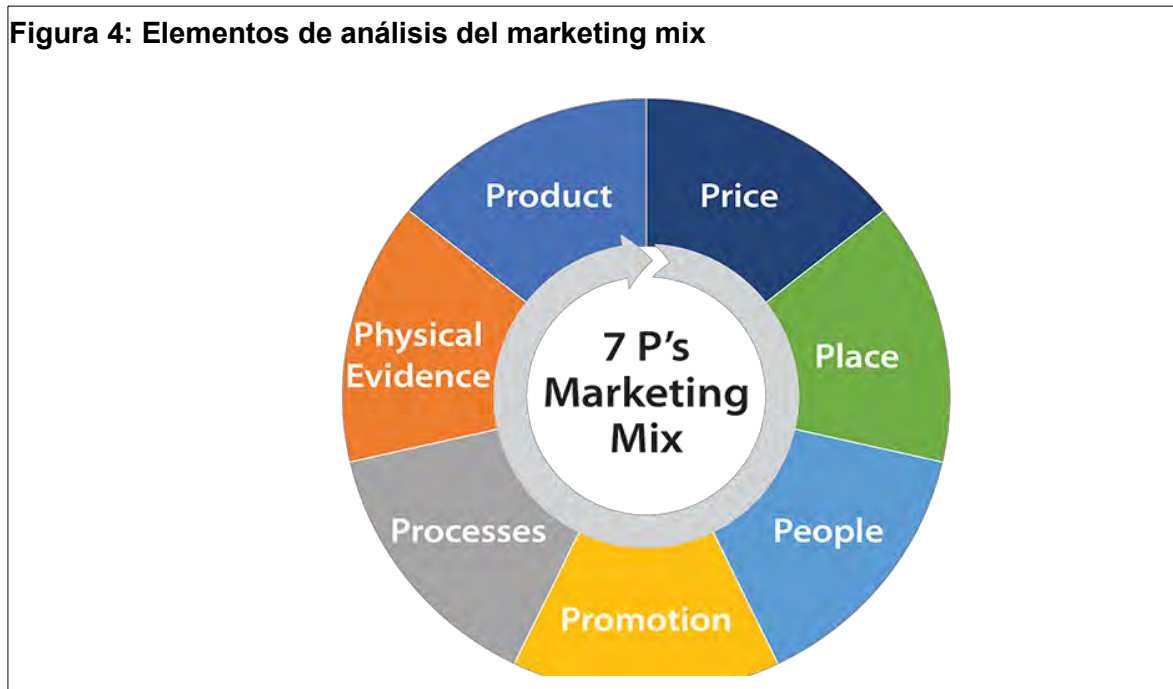 Figura 4: Elementos de análisis del marketing mix
Product
Price
Physical
Evidence
7 P's
Marketing
Mix
Place
Processes
People
Promotion